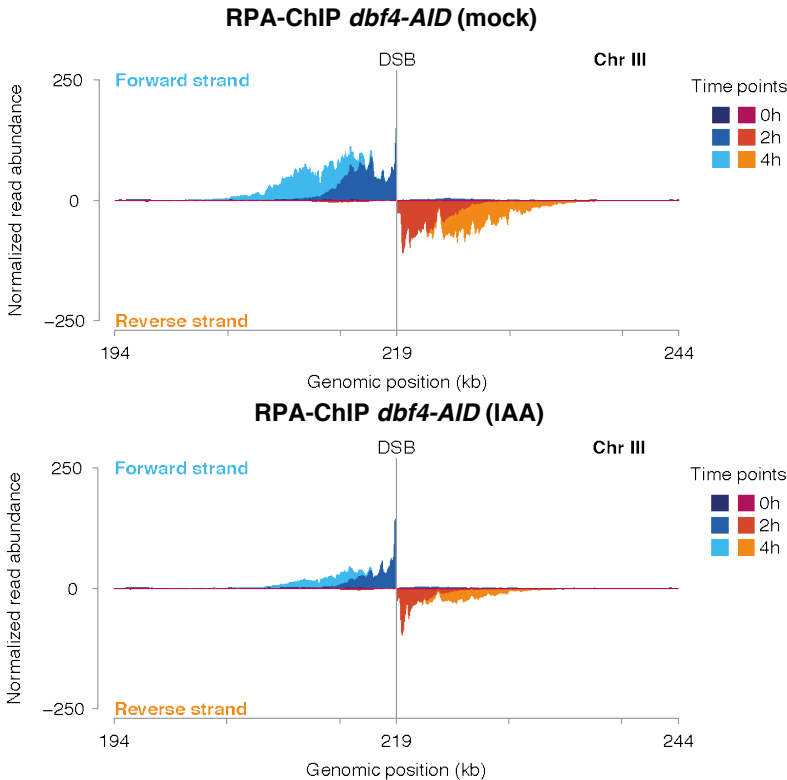 RPA-ChIP dbf4-AID (mock)
DSB
Chr III
250
Forward strand
Time points
0h
2h
4h
Normalized read abundance
0
−250
Reverse strand
194
219
244
Genomic position (kb)
RPA-ChIP dbf4-AID (IAA)
DSB
Chr III
250
Forward strand
Time points
0h
2h
4h
Normalized read abundance
0
−250
Reverse strand
194
219
244
Genomic position (kb)